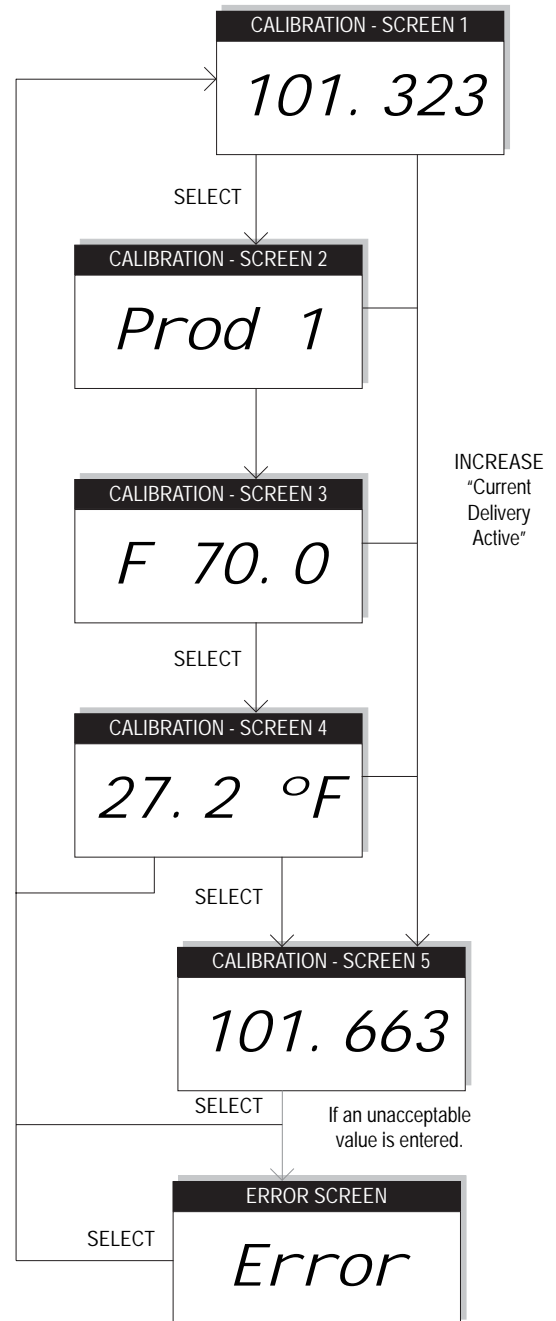 CALIBRATION - SCREEN 1
101. 323
SELECT
CALIBRATION - SCREEN 2
Prod 1
INCREASE
"Current
Delivery
Active"
CALIBRATION - SCREEN 3
F 70. 0
SELECT
CALIBRATION - SCREEN 4
27. 2 °F
SELECT
CALIBRATION - SCREEN 5
101. 663
SELECT
If an unacceptable
value is entered.
ERROR SCREEN
SELECT
Error